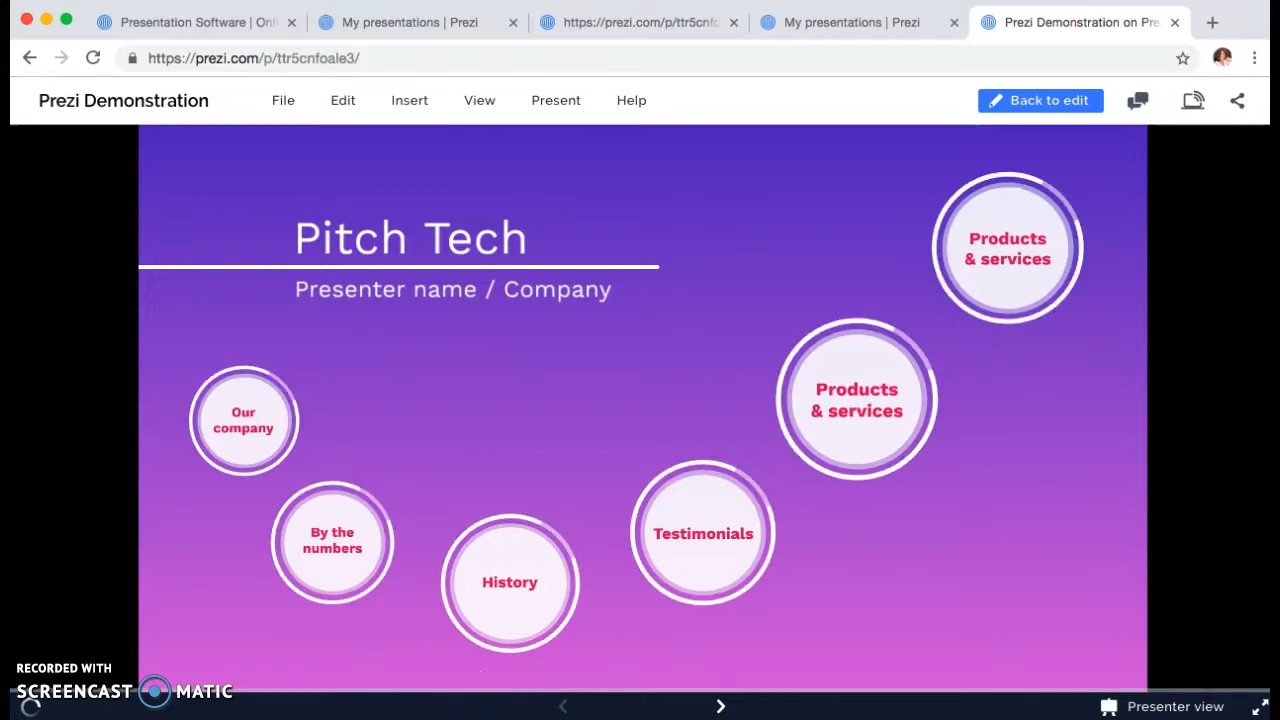 Presentation Software | Onli
My presentations | Prezi
https://prezi.com/p/ttr5cnfo
My presentations | Prezi
Prezi Demonstration on Pre
https://prezi.com/p/ttr5cnfoale3/
Prezi Demonstration
File
Edit
Insert
View
Present
Help
Back to edit
Pitch Tech
Presenter name / Company
Products
& services
Products
& services
Our
company
By the
numbers
History
Testimonials
RECORDED WITH
SCREENCAST MATIC
Presenter view